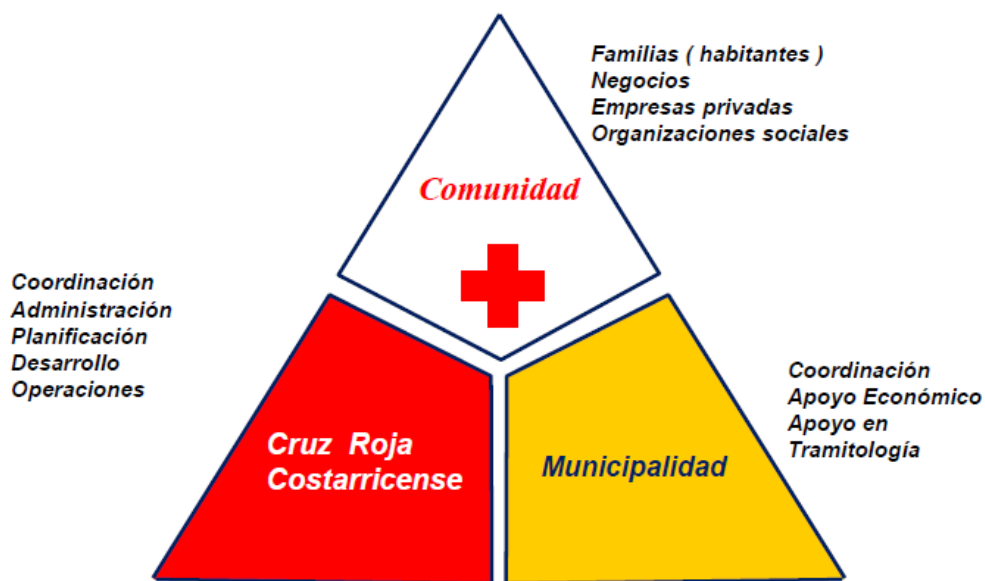 Familias ( habitantes )
Negocios
Empresas privadas
Organizaciones sociales
Comunidad
Coordinación
Administración
Planificación
Desarrollo
Operaciones
Cruz Roja
Costarricense
Municipalidad
Coordinación
Apoyo Económico
Apoyo en
Tramitología